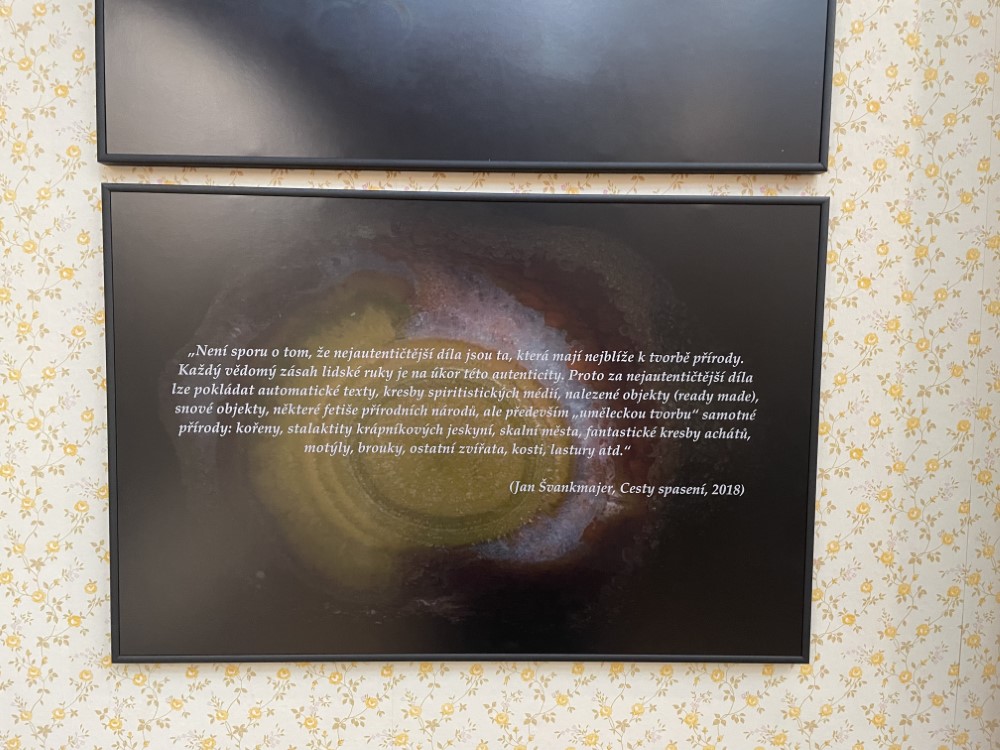 „Není sporu o tom, že nejautentičtější díla jsou ta, která mají nejblíže k tvorbě přírody.
Každý vědomý zásah lidské ruky je na úkor této autenticity. Proto za nejautentičtější díla
lze pokládat automatické texty, kresby spiritistických médií, nalezené objekty (ready made),
snové objekty, některé fetiše přírodních národů, ale především „uměleckou tvorbu“ samotné
přírody: kořeny, stalaktity krápníkových jeskyní, skalní města, fantastické kresby achátů,
motýly, brouky, ostatní zvířata, kosti, lastury atd.“
(Jan Švankmajer, Cesty spasení, 2018)